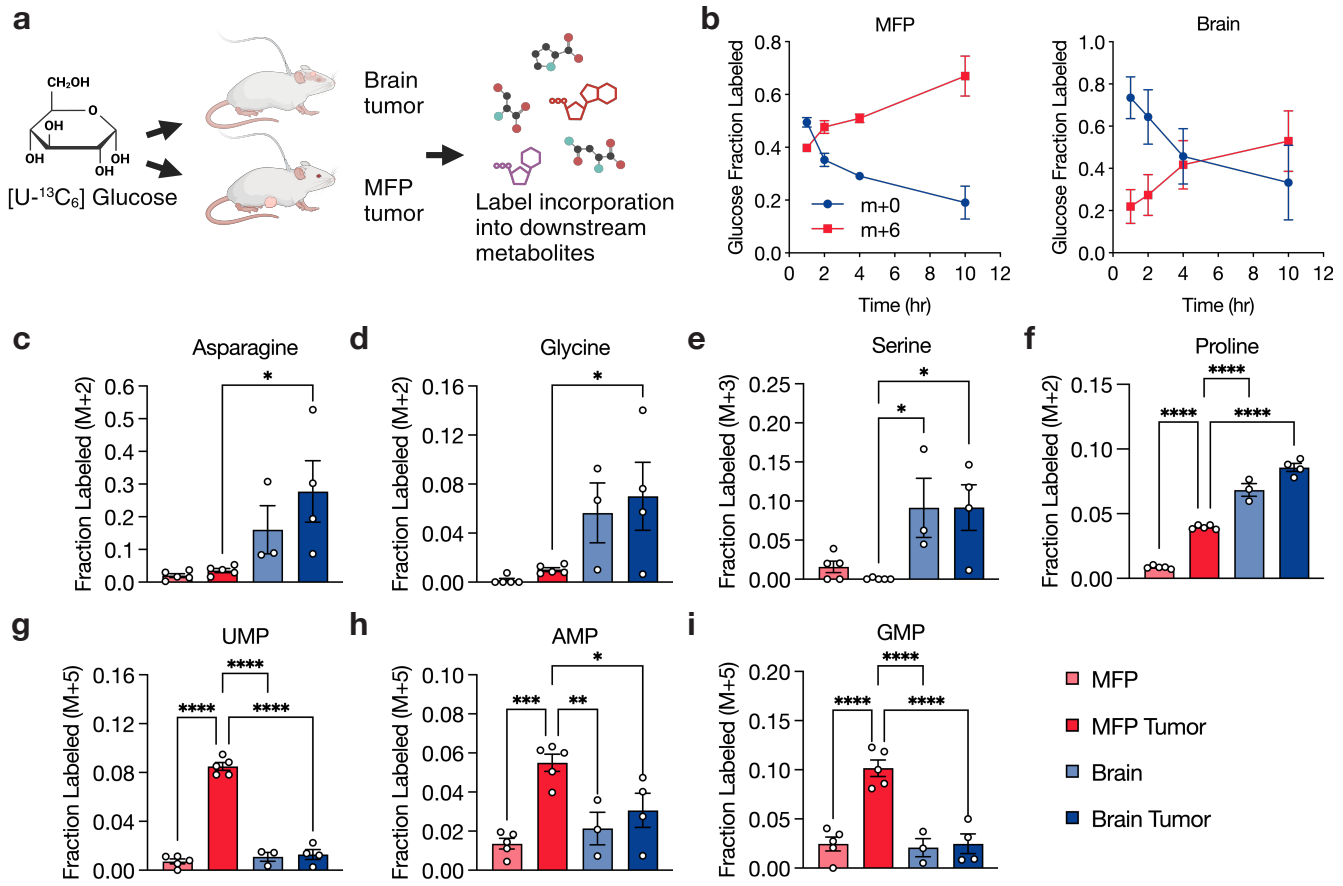 a
CH₂OH
O
OH
OH
OH
OH
[U-¹³C₆] Glucose
Brain
tumor
MFP
tumor
Label incorporation
into downstream
metabolites
b
MFP
Glucose Fraction Labeled
0.8
0.6
0.4
0.2
0.0
m+0
m+6
0 2 4 6 8 10 12
Time (hr)
Brain
Glucose Fraction Labeled
1.0
0.8
0.6
0.4
0.2
0.0
0 2 4 6 8 10 12
Time (hr)
c
Asparagine
Fraction Labeled (M+2)
0.6
0.5
0.4
0.3
0.2
0.1
0.0
*
d
Glycine
Fraction Labeled (M+2)
0.16
0.12
0.08
0.04
0.00
*
e
Serine
Fraction Labeled (M+3)
0.25
0.20
0.15
0.10
0.05
0.00
*
*
f
Proline
Fraction Labeled (M+2)
0.15
0.10
0.05
0.00
****
**** ****
g
UMP
Fraction Labeled (M+5)
0.16
0.12
0.08
0.04
0.00
****
**** ****
h
AMP
Fraction Labeled (M+5)
0.10
0.08
0.06
0.04
0.02
0.00
*
*** **
i
GMP
Fraction Labeled (M+5)
0.20
0.15
0.10
0.05
0.00
****
**** ****
MFP
MFP Tumor
Brain
Brain Tumor